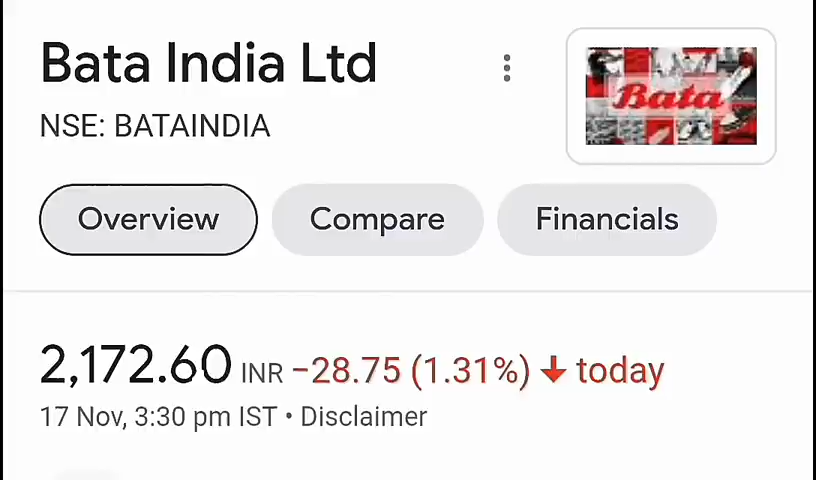 Bata India Ltd
NSE: BATAINDIA
Bata
Overview Compare Financials
2,172.60 INR −28.75 (1.31%) ↓ today
17 Nov, 3:30 pm IST • Disclaimer